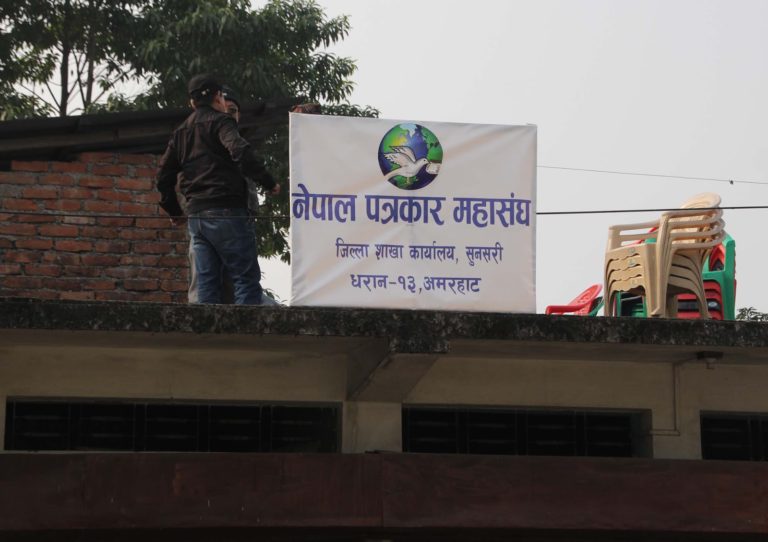 नेपाल पत्रकार महासंघ
जिल्ला शाखा कार्यालय, सुनसरी
धरान-१३,अमरहाट